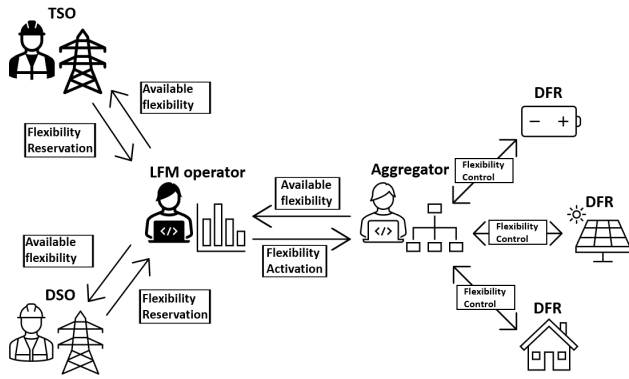 TSO
Available
flexibility
Flexibility
Reservation
LFM operator
</>
Available
flexibility
Flexibility
Activation
Available
flexibility
Flexibility
Reservation
DSO
Aggregator
</>
Flexibility
Control
DFR
- +
Flexibility
Control
DFR
Flexibility
Control
DFR